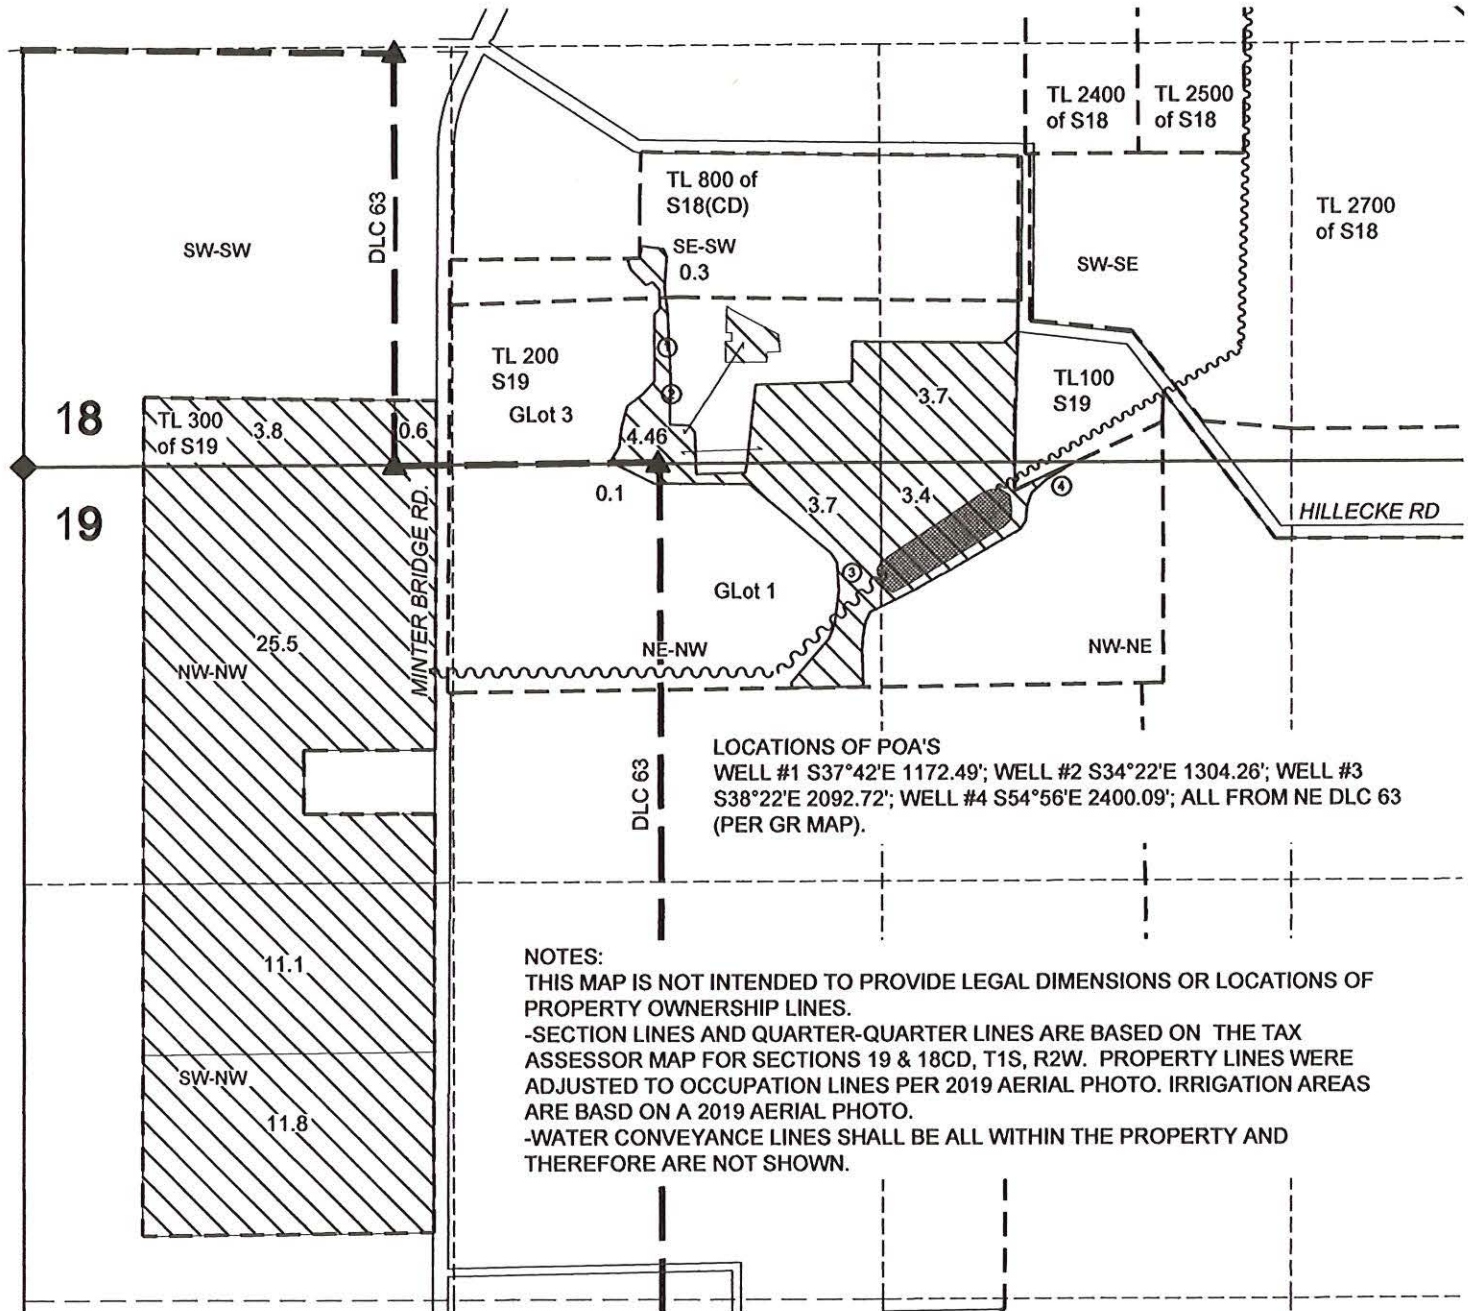 TL 2400
of S18
TL 2500
of S18
TL 800 of
S18(CD)
TL 2700
of S18
DLC 63
SW-SW
SE-SW
0.3
SW-SE
1
TL 200
S19
2
3.7
TL100
S19
GLot 3
18
TL 300
of S19
3.8
0.6
4.46
19
0.1
3.7
3.4
4
HILLECKE RD
MINTER BRIDGE RD.
3
GLot 1
25.5
NW-NW
NE-NW
NW-NE
DLC 63
LOCATIONS OF POA'S
WELL #1 S37°42'E 1172.49'; WELL #2 S34°22'E 1304.26'; WELL #3
S38°22'E 2092.72'; WELL #4 S54°56'E 2400.09'; ALL FROM NE DLC 63
(PER GR MAP).
11.1
SW-NW
11.8
NOTES:
THIS MAP IS NOT INTENDED TO PROVIDE LEGAL DIMENSIONS OR LOCATIONS OF
PROPERTY OWNERSHIP LINES.
-SECTION LINES AND QUARTER-QUARTER LINES ARE BASED ON THE TAX
ASSESSOR MAP FOR SECTIONS 19 & 18CD, T1S, R2W. PROPERTY LINES WERE
ADJUSTED TO OCCUPATION LINES PER 2019 AERIAL PHOTO. IRRIGATION AREAS
ARE BASD ON A 2019 AERIAL PHOTO.
-WATER CONVEYANCE LINES SHALL BE ALL WITHIN THE PROPERTY AND
THEREFORE ARE NOT SHOWN.